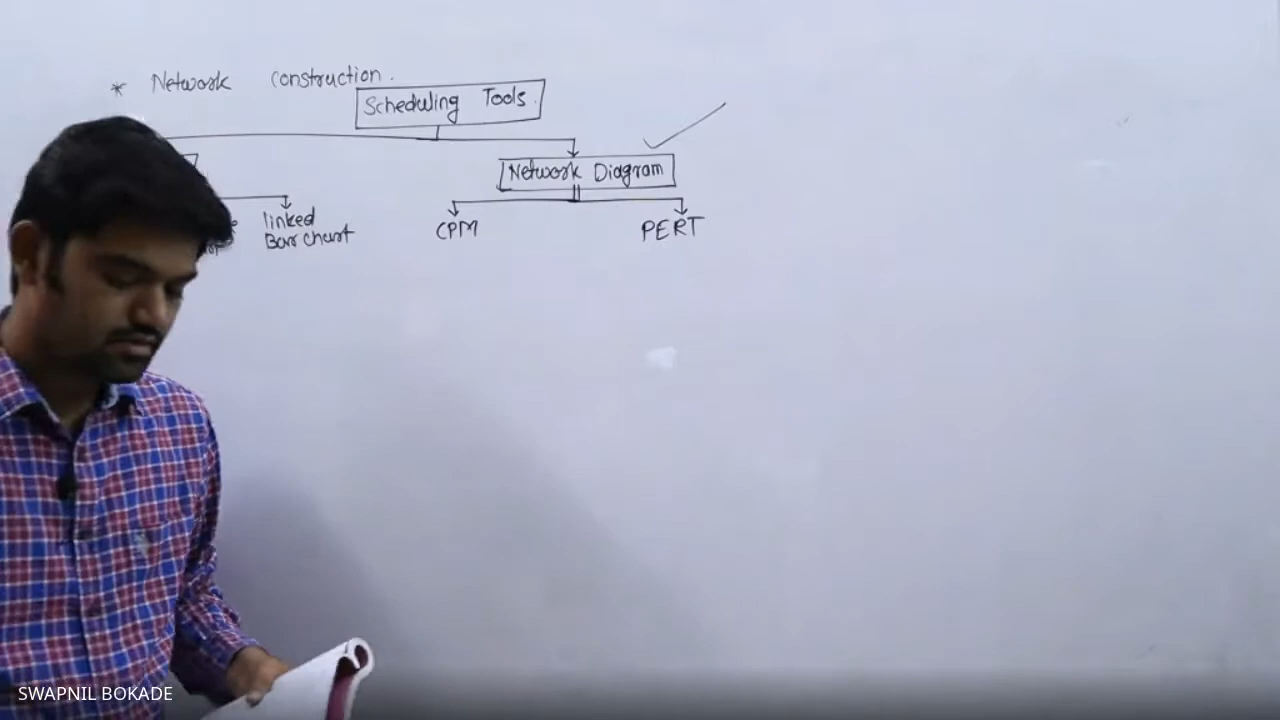 * Network construction.
Scheduling Tools.
Network Diagram
linked
Bar chart
CPM
PERT
SWAPNIL BOKADE